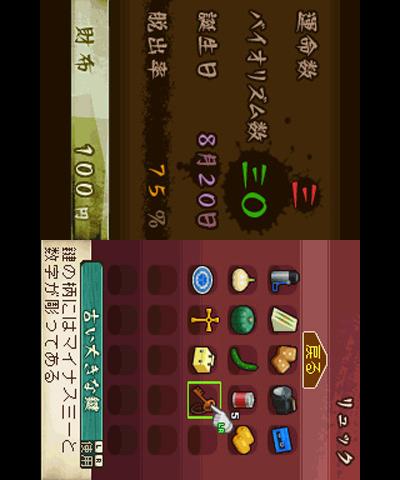 運命数 三
バイオリズム数 三〇
誕生日 8月20日
脱出率 75%
財布 100円
リュック
戻る
5
LR
古い大きな鍵
L R
使用
鍵の柄にはマイナス三と
数字が彫ってある